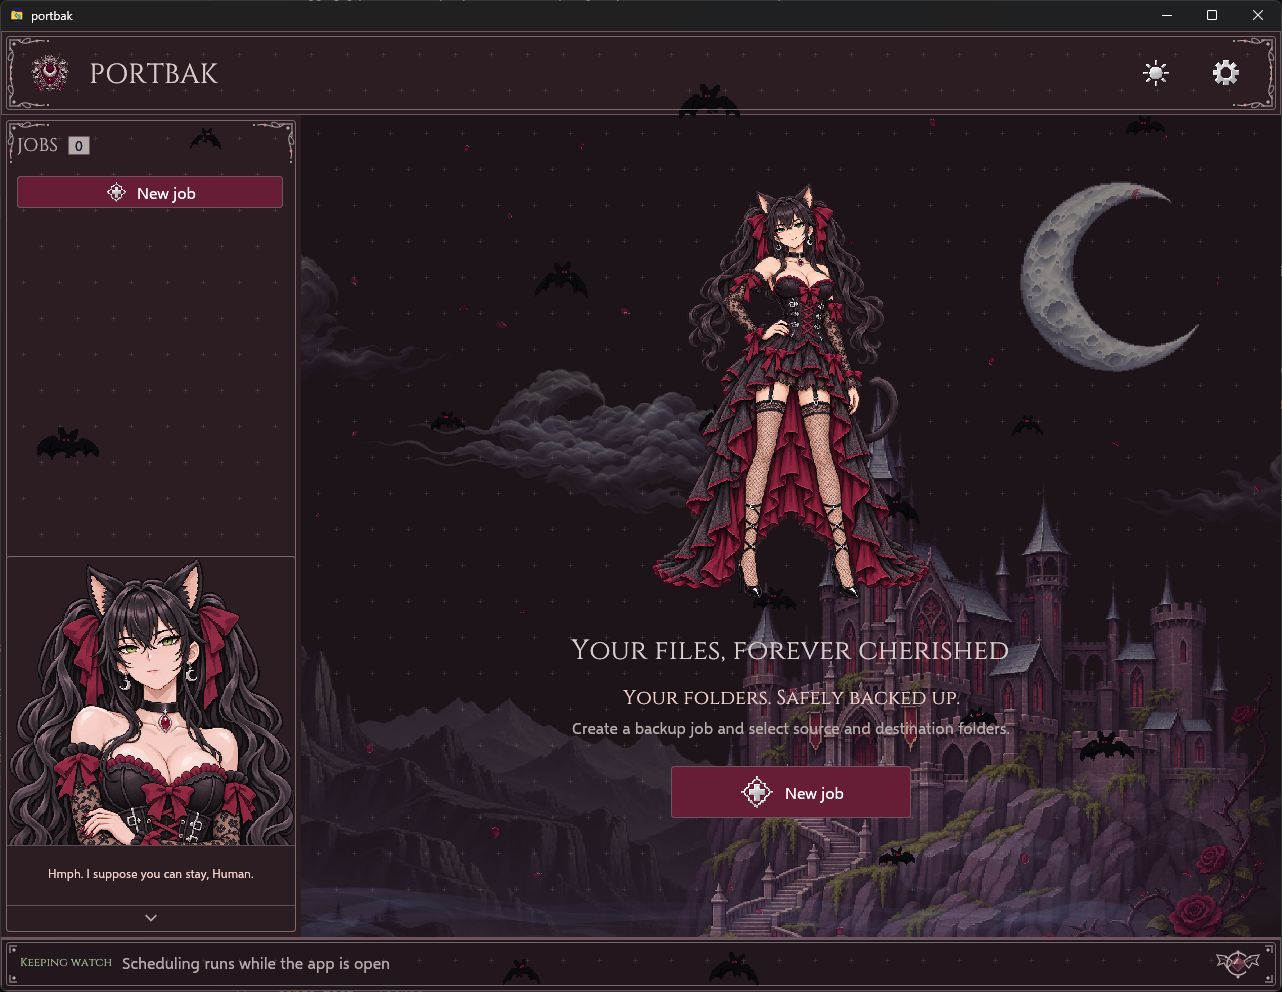 portbak
PORTBAK
JOBS 0
New job
Your files, forever cherished
Your folders. Safely backed up.
Create a backup job and select source and destination folders.
New job
Hmph. I suppose you can stay, Human.
Keeping watch Scheduling runs while the app is open